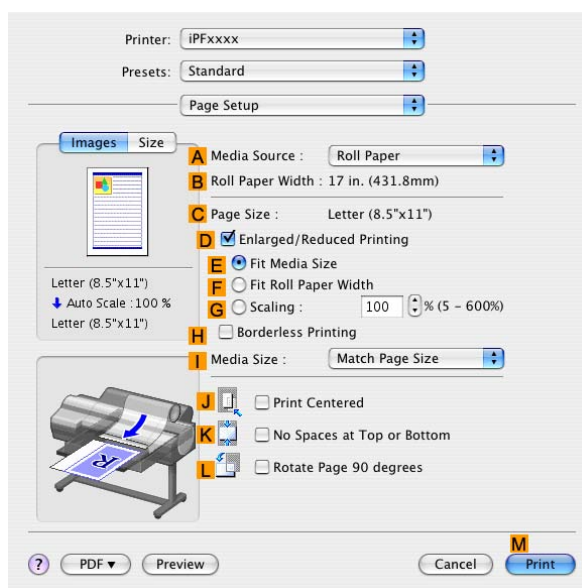 Printer: iPFxxxx
Presets: Standard
Page Setup
Images Size
A Media Source : Roll Paper
B Roll Paper Width : 17 in. (431.8mm)
C Page Size : Letter (8.5"x11")
D Enlarged/Reduced Printing
E Fit Media Size
F Fit Roll Paper Width
G Scaling : 100 % (5 - 600%)
H Borderless Printing
I Media Size : Match Page Size
Letter (8.5"x11")
Auto Scale :100 %
Letter (8.5"x11")
J Print Centered
K No Spaces at Top or Bottom
L Rotate Page 90 degrees
R
M
? PDF▼ Preview Cancel Print